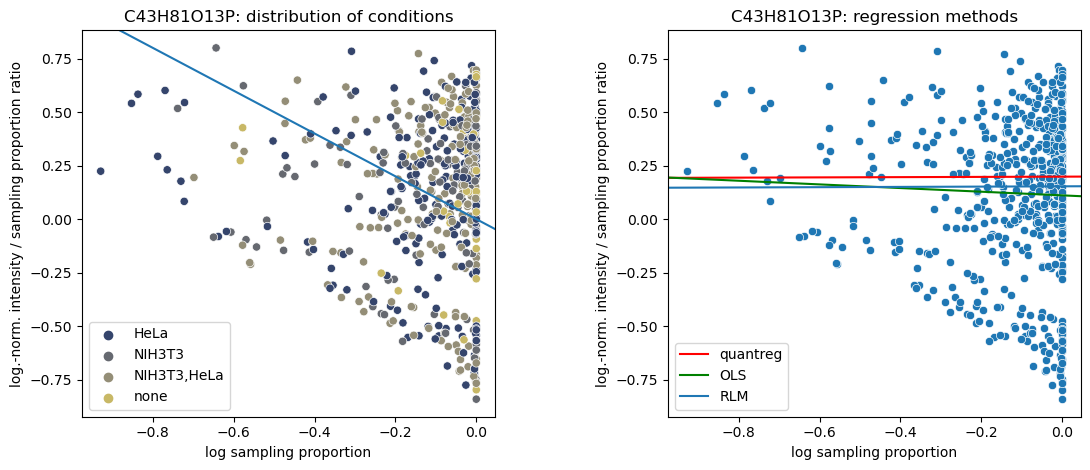 C43H81O13P: distribution of conditions
log.-norm. intensity / sampling proportion ratio
0.75
0.50
0.25
0.00
−0.25
−0.50
−0.75
HeLa
NIH3T3
NIH3T3,HeLa
none
−0.8
−0.6
−0.4
−0.2
0.0
log sampling proportion
C43H81O13P: regression methods
log.-norm. intensity / sampling proportion ratio
0.75
0.50
0.25
0.00
−0.25
−0.50
−0.75
quantreg
OLS
RLM
−0.8
−0.6
−0.4
−0.2
0.0
log sampling proportion